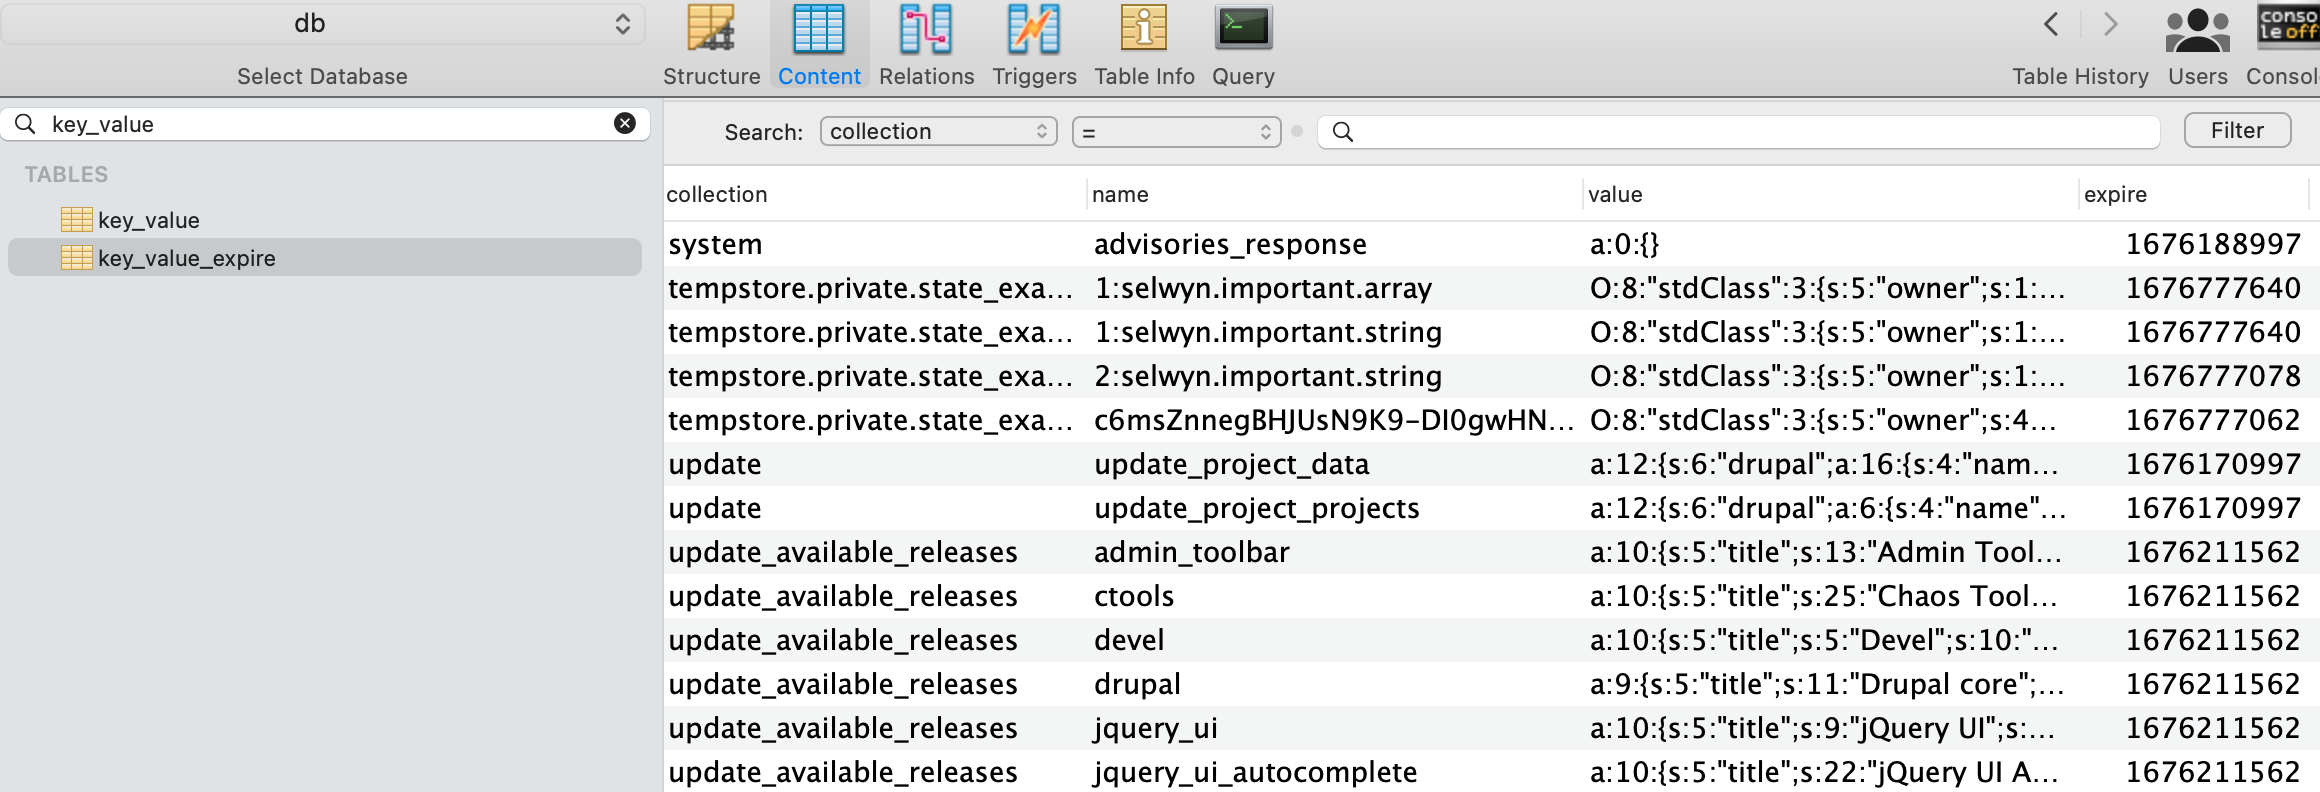 db
Select Database
Structure Content Relations Triggers Table Info Query
Table History Users Consol
conso
le off
key_value
TABLES
key_value
key_value_expire
Search: collection = Filter
collection name value expire
system advisories_response a:0:{} 1676188997
tempstore.private.state_exa... 1:selwyn.important.array O:8:"stdClass":3:{s:5:"owner";s:1:... 1676777640
tempstore.private.state_exa... 1:selwyn.important.string O:8:"stdClass":3:{s:5:"owner";s:1:... 1676777640
tempstore.private.state_exa... 2:selwyn.important.string O:8:"stdClass":3:{s:5:"owner";s:1:... 1676777078
tempstore.private.state_exa... c6msZnnegBHJUsN9K9-DI0gwHN... O:8:"stdClass":3:{s:5:"owner";s:4... 1676777062
update update_project_data a:12:{s:6:"drupal";a:16:{s:4:"nam... 1676170997
update update_project_projects a:12:{s:6:"drupal";a:6:{s:4:"name"... 1676170997
update_available_releases admin_toolbar a:10:{s:5:"title";s:13:"Admin Tool... 1676211562
update_available_releases ctools a:10:{s:5:"title";s:25:"Chaos Tool... 1676211562
update_available_releases devel a:10:{s:5:"title";s:5:"Devel";s:10:"... 1676211562
update_available_releases drupal a:9:{s:5:"title";s:11:"Drupal core";... 1676211562
update_available_releases jquery_ui a:10:{s:5:"title";s:9:"jQuery UI";s:... 1676211562
update_available_releases jquery_ui_autocomplete a:10:{s:5:"title";s:22:"jQuery UI A... 1676211562